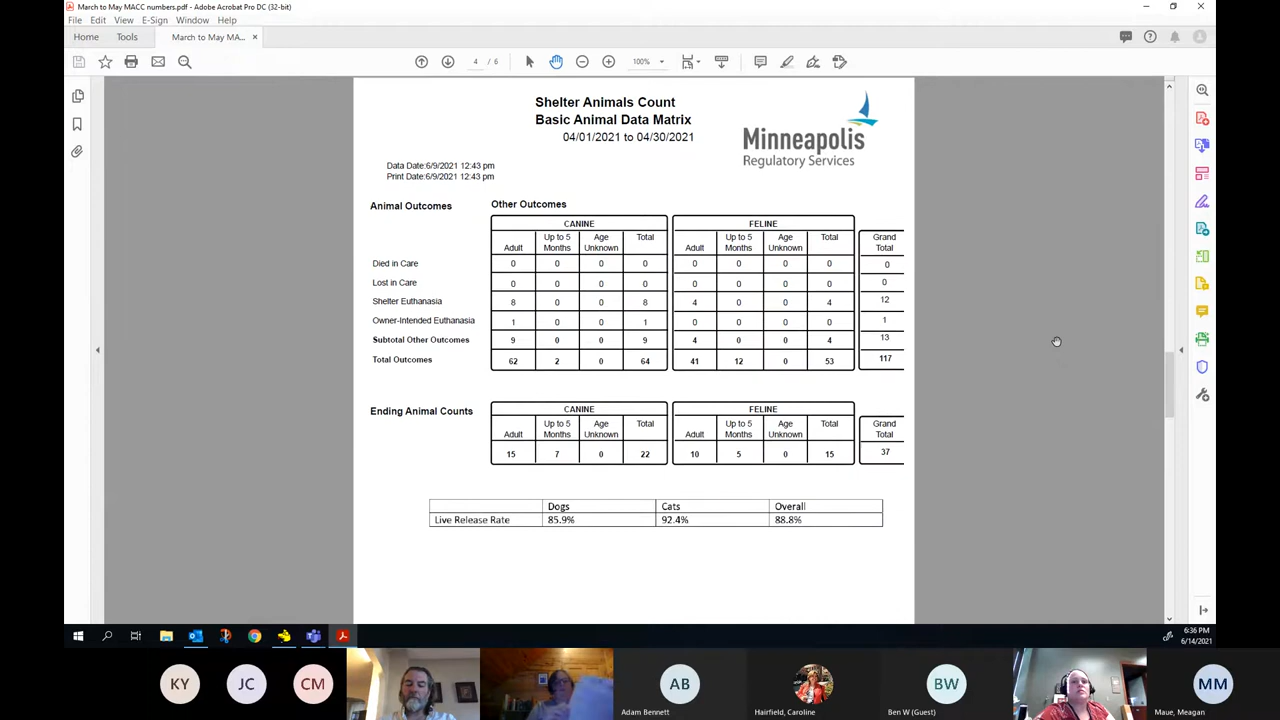 March to May MACC numbers.pdf - Adobe Acrobat Pro DC (32-bit)
File Edit View E-Sign Window Help
Home Tools March to May MA... ×
4 / 6 100%
Shelter Animals Count
Basic Animal Data Matrix
04/01/2021 to 04/30/2021
Minneapolis
Regulatory Services
Data Date:6/9/2021 12:43 pm
Print Date:6/9/2021 12:43 pm
Animal Outcomes Other Outcomes
CANINE FELINE
Adult Up to 5 Months Age Unknown Total Adult Up to 5 Months Age Unknown Total Grand Total
Died in Care 0 0 0 0 0 0 0 0 0
Lost in Care 0 0 0 0 0 0 0 0 0
Shelter Euthanasia 8 0 0 8 4 0 0 4 12
Owner-Intended Euthanasia 1 0 0 1 0 0 0 0 1
Subtotal Other Outcomes 9 0 0 9 4 0 0 4 13
Total Outcomes 62 2 0 64 41 12 0 53 117
Ending Animal Counts CANINE FELINE
Adult Up to 5 Months Age Unknown Total Adult Up to 5 Months Age Unknown Total Grand Total
15 7 0 22 10 5 0 15 37
Dogs Cats Overall
Live Release Rate 85.9% 92.4% 88.8%
6:36 PM
6/14/2021
KY JC CM AB BW MM
Adam Bennett Hairfield, Caroline Ben W (Guest) Maue, Meagan